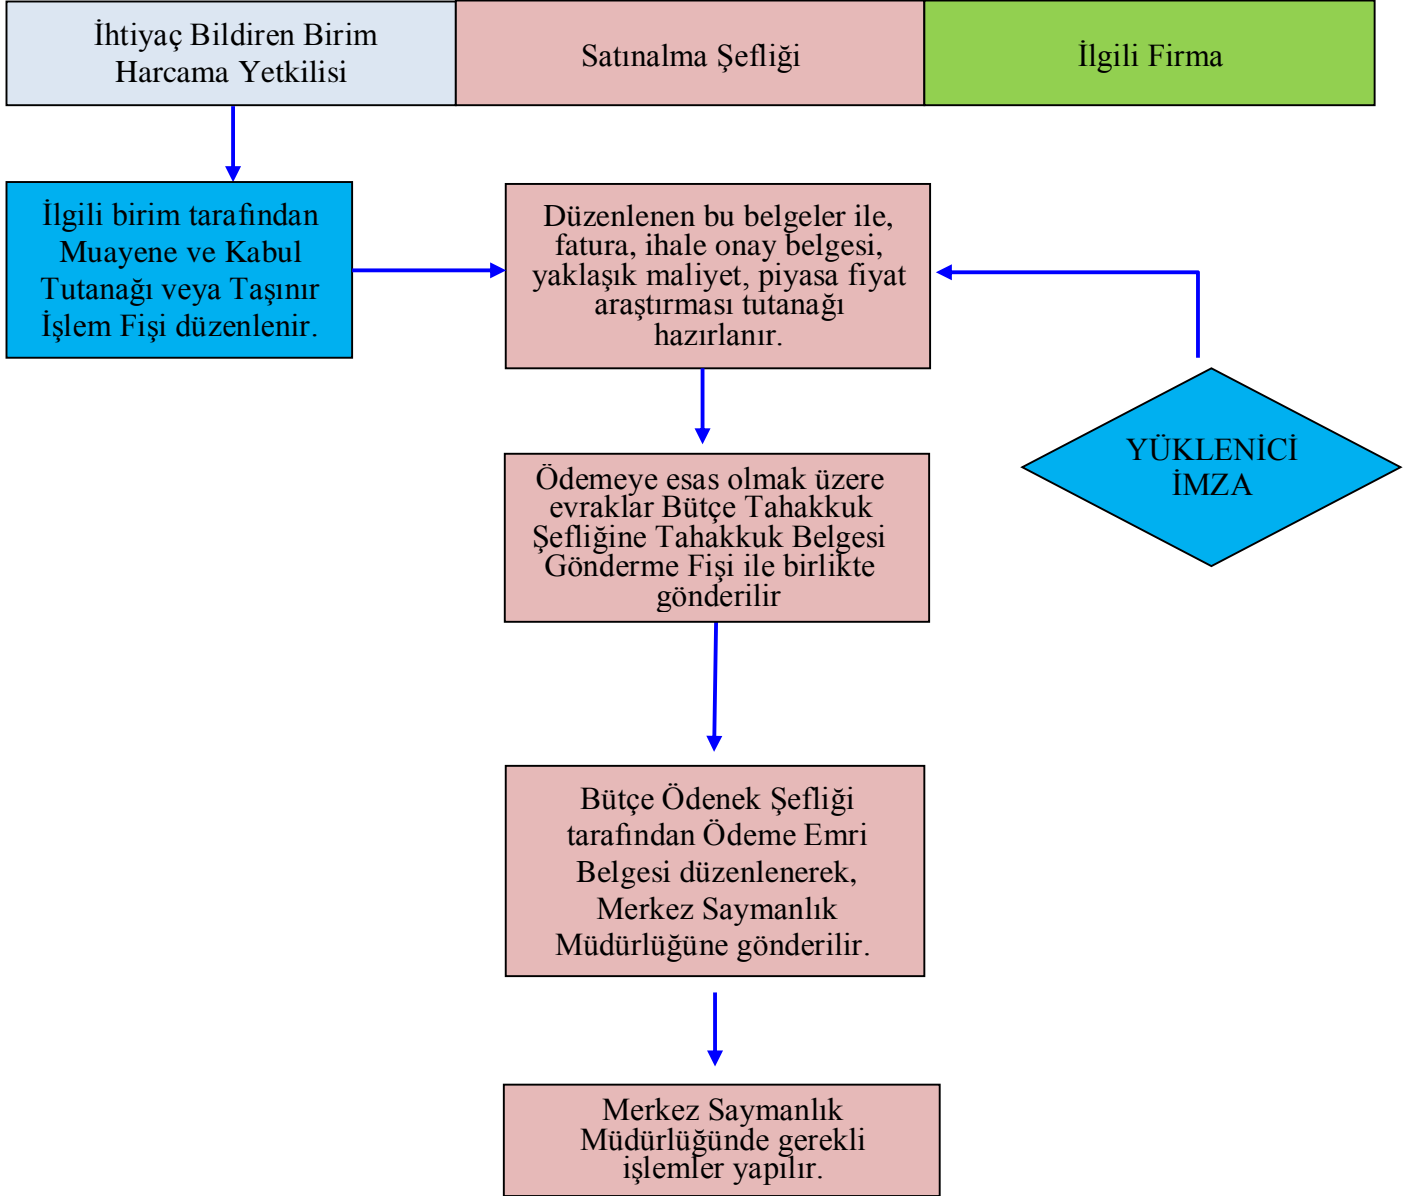 İhtiyaç Bildiren Birim
Harcama Yetkilisi
Satınalma Şefliği
İlgili Firma
İlgili birim tarafından
Muayene ve Kabul
Tutanağı veya Taşınır
İşlem Fişi düzenlenir.
Düzenlenen bu belgeler ile,
fatura, ihale onay belgesi,
yaklaşık maliyet, piyasa fiyat
araştırması tutanağı
hazırlanır.
YÜKLENİCİ
İMZA
Ödemeye esas olmak üzere
evraklar Bütçe Tahakkuk
Şefliğine Tahakkuk Belgesi
Gönderme Fişi ile birlikte
gönderilir
Bütçe Ödenek Şefliği
tarafından Ödeme Emri
Belgesi düzenlenerek,
Merkez Saymanlık
Müdürlüğüne gönderilir.
Merkez Saymanlık
Müdürlüğünde gerekli
işlemler yapılır.